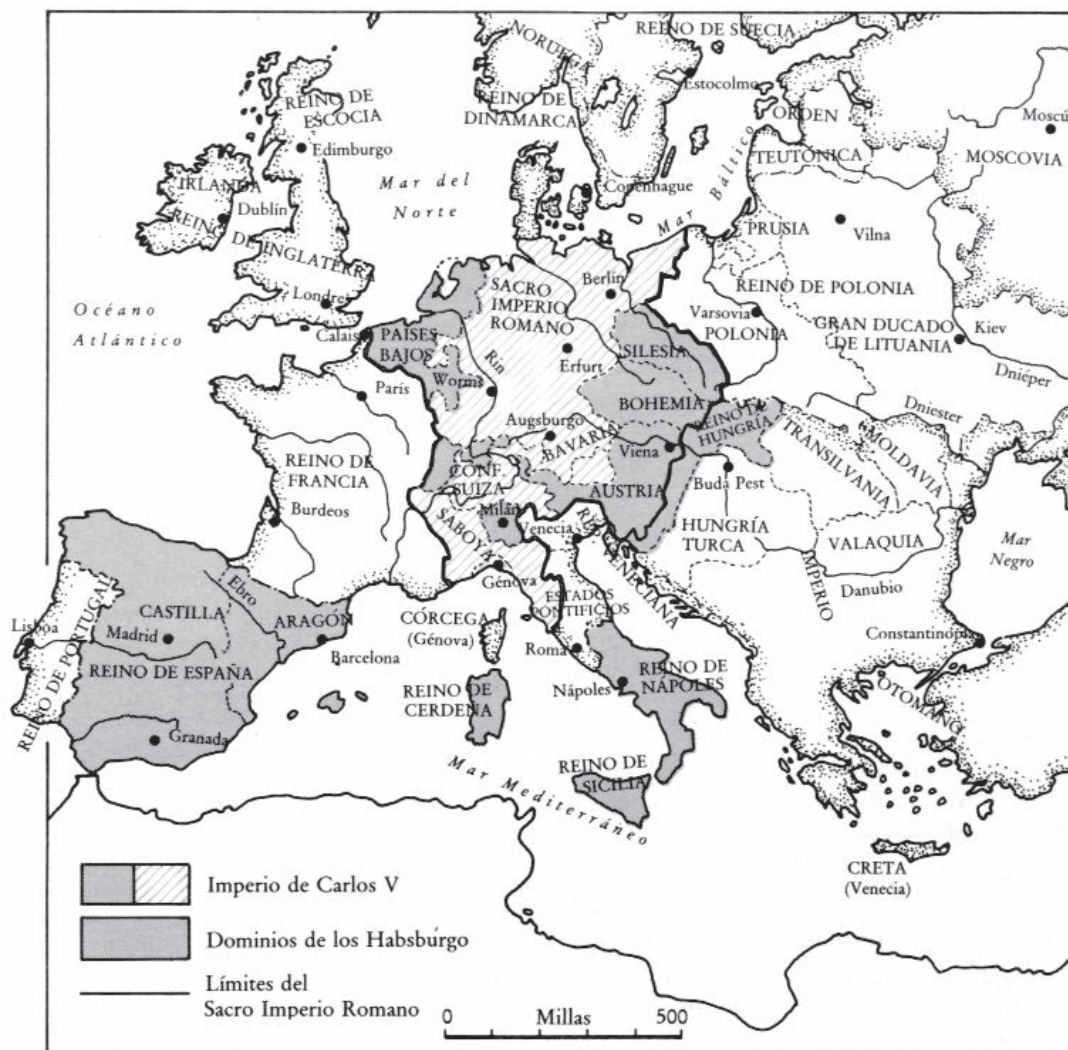 NORUEGA
REINO DE SUECIA
Estocolmo
REINO DE
DINAMARCA
REINO DE
ESCOCIA
Edimburgo
ORDEN
TEUTÓNICA
Moscú
MOSCOVIA
Mar del
Norte
Mar Báltico
Copenhague
IRLANDA
Dublín
REINO DE INGLATERRA
Londres
PRUSIA
Vilna
Berlín
SACRO
IMPERIO
ROMANO
REINO DE POLONIA
Varsovia
POLONIA
GRAN DUCADO
DE LITUANIA
Kiev
Dniéper
Océano
Atlántico
Calais
PAÍSES
BAJOS
SILESIA
Erfurt
Rin
Worms
París
BOHEMIA
Augsburgo
BAVARIA
Viena
REINO DE
HUNGRÍA
Dniester
TRANSILVANIA
MOLDAVIA
REINO DE
FRANCIA
CONF.
SUIZA
AUSTRIA
Buda Pest
Burdeos
Milán
Venecia
SABOYA
REP. VENECIANA
HUNGRÍA
TURCA
VALAQUIA
Mar
Negro
Génova
IMPERIO
Danubio
ESTADOS
PONTIFICIOS
Ebro
CASTILLA
ARAGÓN
CÓRCEGA
(Génova)
Lisboa
Madrid
Barcelona
Roma
Constantinopla
REINO DE PORTUGAL
REINO DE ESPAÑA
REINO DE
CERDEÑA
Nápoles
REINO DE
NÁPOLES
OTOMANO
Granada
Mar Mediterráneo
REINO DE
SICILIA
CRETA
(Venecia)
Imperio de Carlos V
Dominios de los Habsbúrgo
Límites del
Sacro Imperio Romano
0 Millas 500